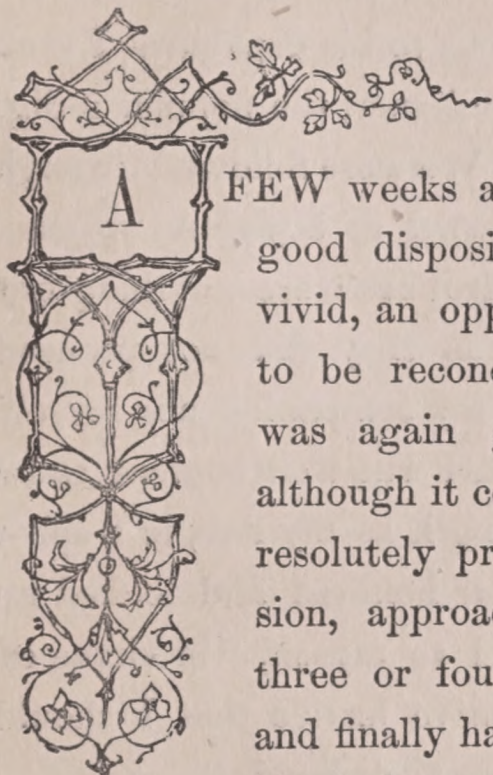 A FEW weeks a
good disposi
vivid, an opp
to be recon
was again
although it c
resolutely pr
sion, approa
three or fou
and finally ha